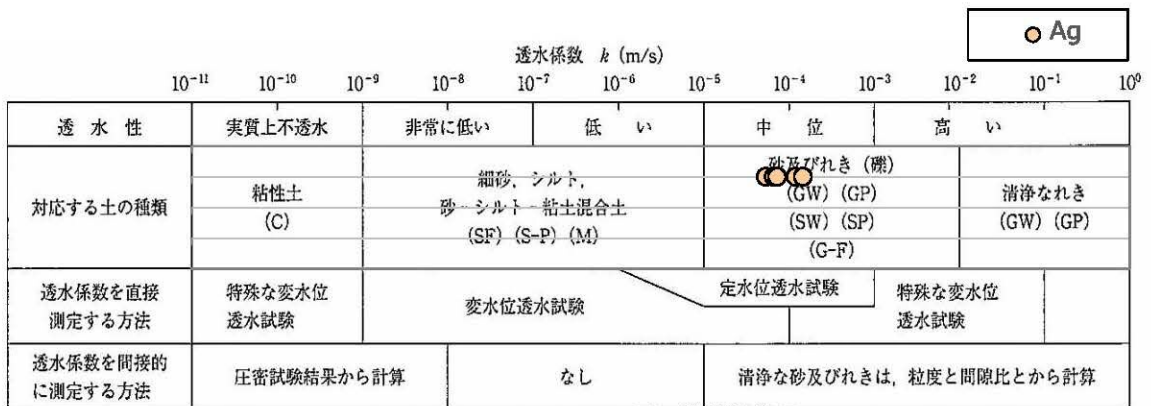 Ag
透水係数 k (m/s)
10⁻¹¹ 10⁻¹⁰ 10⁻⁹ 10⁻⁸ 10⁻⁷ 10⁻⁶ 10⁻⁵ 10⁻⁴ 10⁻³ 10⁻² 10⁻¹ 10⁰
透水性 実質上不透水 非常に低い 低い 中位 高い
対応する土の種類
粘性土
(C)
細砂，シルト，
砂－シルト－粘土混合土
(SF) (S-P) (M)
砂及びれき (礫)
(GW) (GP)
(SW) (SP)
(G-F)
清浄なれき
(GW) (GP)
透水係数を直接
測定する方法
特殊な変水位
透水試験
変水位透水試験
定水位透水試験
特殊な変水位
透水試験
透水係数を間接的
に測定する方法
圧密試験結果から計算
なし
清浄な砂及びれきは，粒度と間隙比とから計算